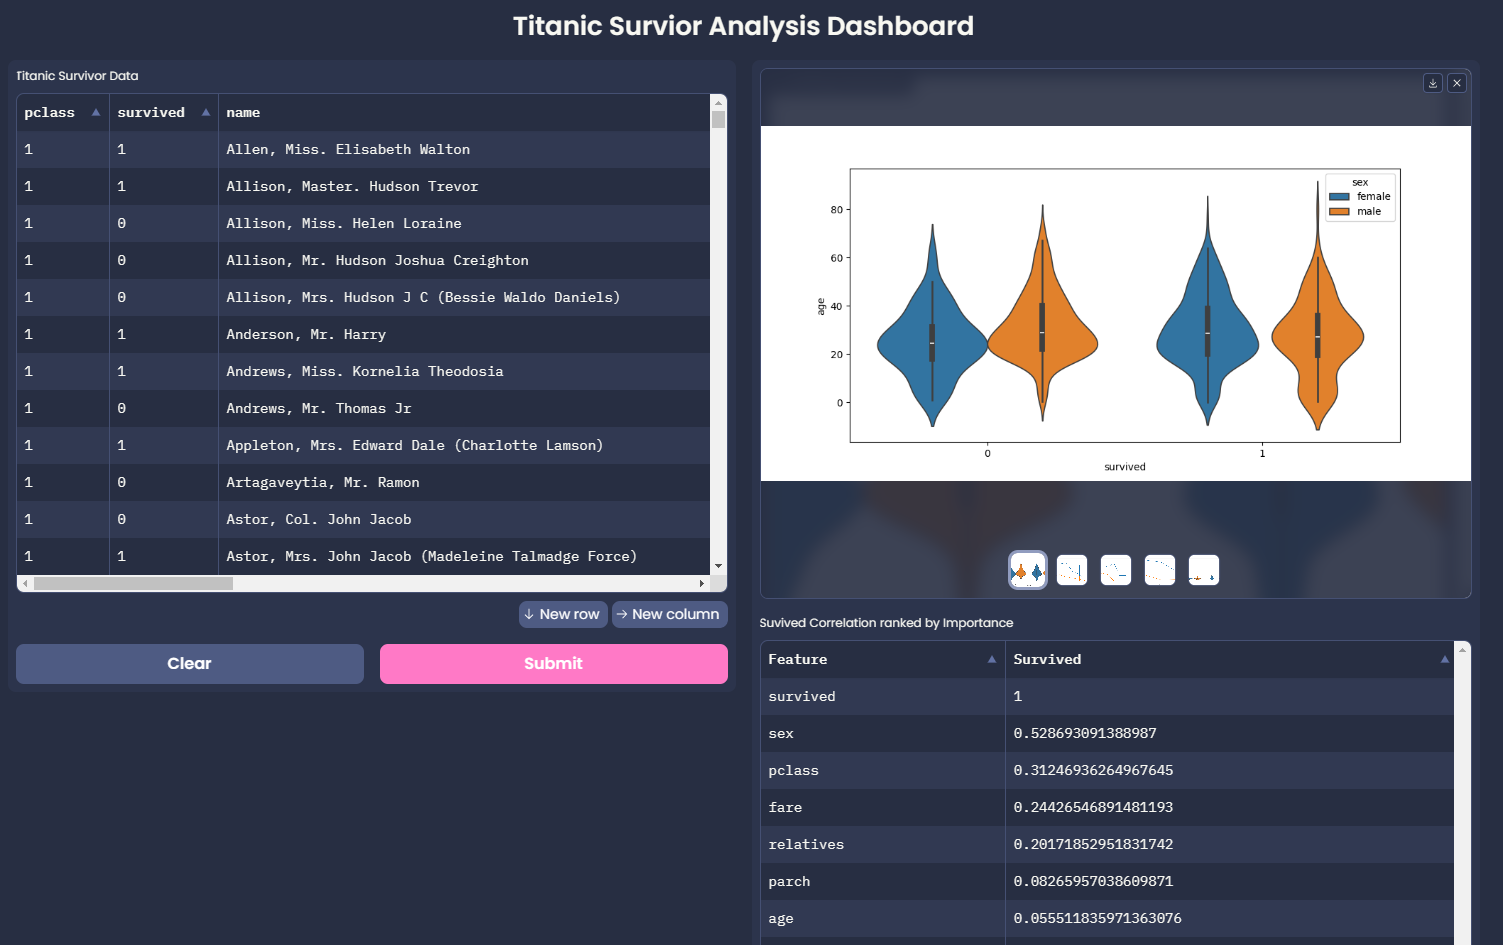 Titanic Survior Analysis Dashboard
Titanic Survivor Data
pclass survived name
1 1 Allen, Miss. Elisabeth Walton
1 1 Allison, Master. Hudson Trevor
1 0 Allison, Miss. Helen Loraine
1 0 Allison, Mr. Hudson Joshua Creighton
1 0 Allison, Mrs. Hudson J C (Bessie Waldo Daniels)
1 1 Anderson, Mr. Harry
1 1 Andrews, Miss. Kornelia Theodosia
1 0 Andrews, Mr. Thomas Jr
1 1 Appleton, Mrs. Edward Dale (Charlotte Lamson)
1 0 Artagaveytia, Mr. Ramon
1 0 Astor, Col. John Jacob
1 1 Astor, Mrs. John Jacob (Madeleine Talmadge Force)
New row New column
Clear Submit
sex
female
male
80
60
40
20
0
age
0 1
survived
Suvived Correlation ranked by Importance
Feature Survived
survived 1
sex 0.528693091388987
pclass 0.31246936264967645
fare 0.24426546891481193
relatives 0.20171852951831742
parch 0.08265957038609871
age 0.055511835971363076